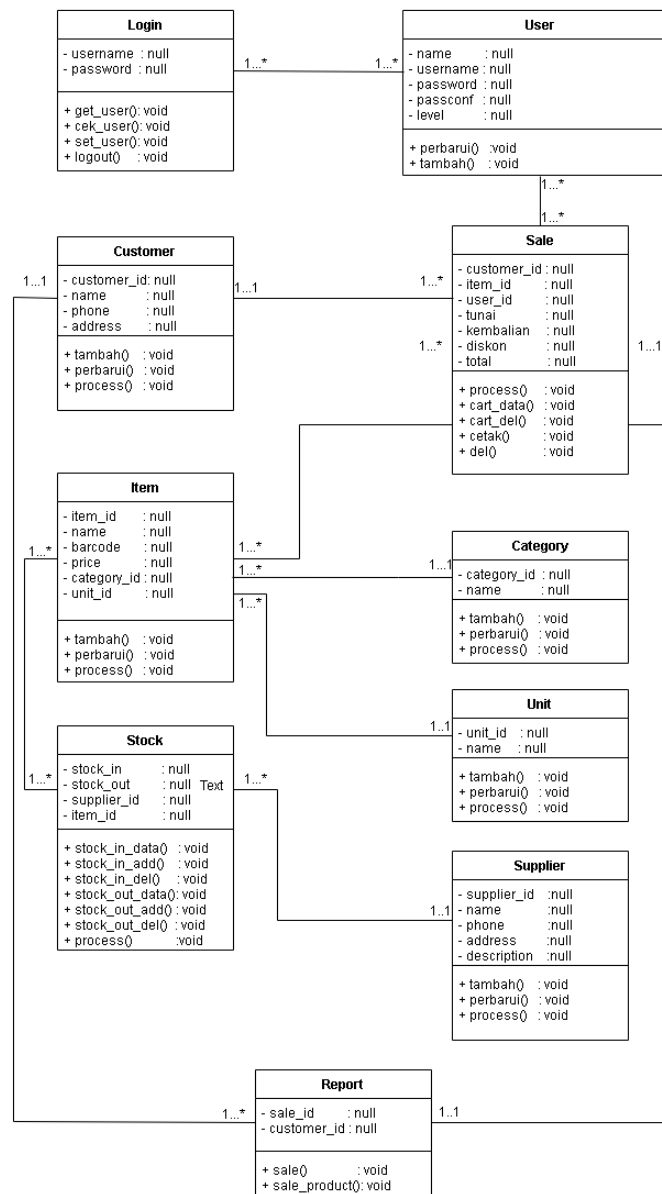 Login
- username : null
- password : null
+ get_user(): void
+ cek_user(): void
+ set_user(): void
+ logout() : void
1...*
1...*
User
- name : null
- username : null
- password : null
- passconf : null
- level : null
+ perbarui() :void
+ tambah() : void
1...*
1...*
Customer
- customer_id: null
- name : null
- phone : null
- address : null
+ tambah() : void
+ perbarui() : void
+ process() : void
1...1
1...1
1...*
1...*
Sale
- customer_id : null
- item_id : null
- user_id : null
- tunai : null
- kembalian : null
- diskon : null
- total : null
+ process() : void
+ cart_data() : void
+ cart_del() : void
+ cetak() : void
+ del() : void
1...1
Item
- item_id : null
- name : null
- barcode : null
- price : null
- category_id : null
- unit_id : null
+ tambah() : void
+ perbarui() : void
+ process() : void
1...*
1...*
1...*
1...*
1...1
Category
- category_id : null
- name : null
+ tambah() : void
+ perbarui() : void
+ process() : void
Unit
- unit_id : null
- name : null
+ tambah() : void
+ perbarui() : void
+ process() : void
1...1
Stock
- stock_in : null
- stock_out : null Text
- supplier_id : null
- item_id : null
+ stock_in_data() : void
+ stock_in_add() : void
+ stock_in_del() : void
+ stock_out_data(): void
+ stock_out_add() : void
+ stock_out_del() : void
+ process() :void
1...*
1...*
1...1
Supplier
- supplier_id :null
- name :null
- phone :null
- address :null
- description :null
+ tambah() : void
+ perbarui() : void
+ process() : void
Report
- sale_id : null
- customer_id : null
+ sale() : void
+ sale_product(): void
1...*
1...1